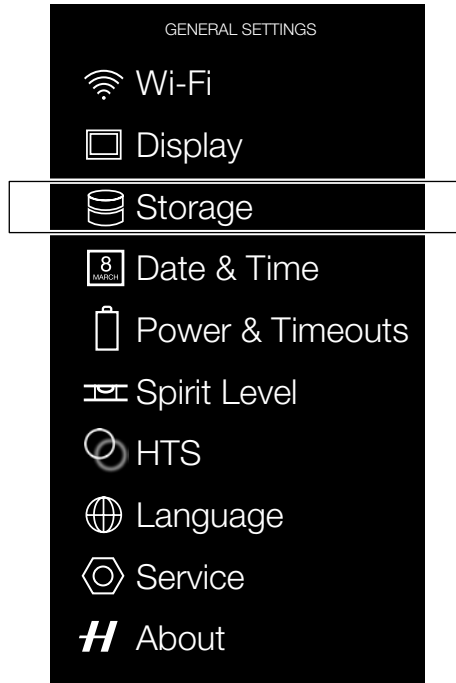 GENERAL SETTINGS
Wi-Fi
Display
Storage
8
MARCH
Date & Time
Power & Timeouts
Spirit Level
HTS
Language
Service
H About